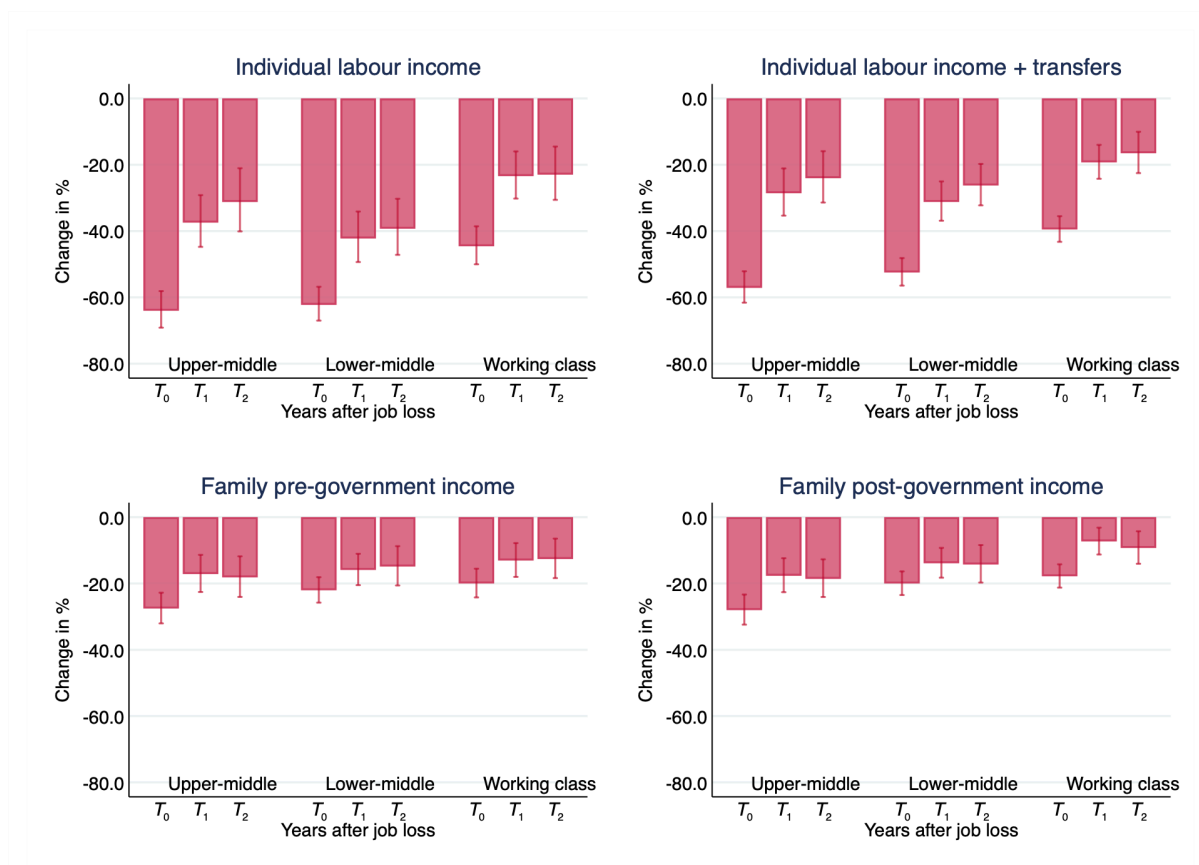 Individual labour income
Change in %
0.0
-20.0
-40.0
-60.0
-80.0
Upper-middle Lower-middle Working class
T0 T1 T2 T0 T1 T2 T0 T1 T2
Years after job loss
Individual labour income + transfers
Change in %
0.0
-20.0
-40.0
-60.0
-80.0
Upper-middle Lower-middle Working class
T0 T1 T2 T0 T1 T2 T0 T1 T2
Years after job loss
Family pre-government income
Change in %
0.0
-20.0
-40.0
-60.0
-80.0
Upper-middle Lower-middle Working class
T0 T1 T2 T0 T1 T2 T0 T1 T2
Years after job loss
Family post-government income
Change in %
0.0
-20.0
-40.0
-60.0
-80.0
Upper-middle Lower-middle Working class
T0 T1 T2 T0 T1 T2 T0 T1 T2
Years after job loss